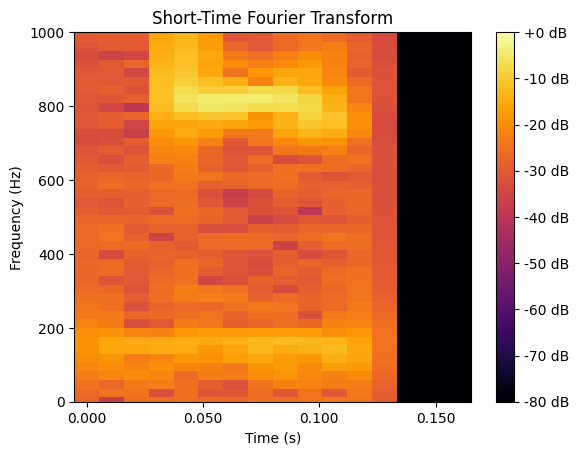 Short-Time Fourier Transform
1000
800
600
400
200
0
Frequency (Hz)
0.000
0.050
0.100
0.150
Time (s)
+0 dB
-10 dB
-20 dB
-30 dB
-40 dB
-50 dB
-60 dB
-70 dB
-80 dB